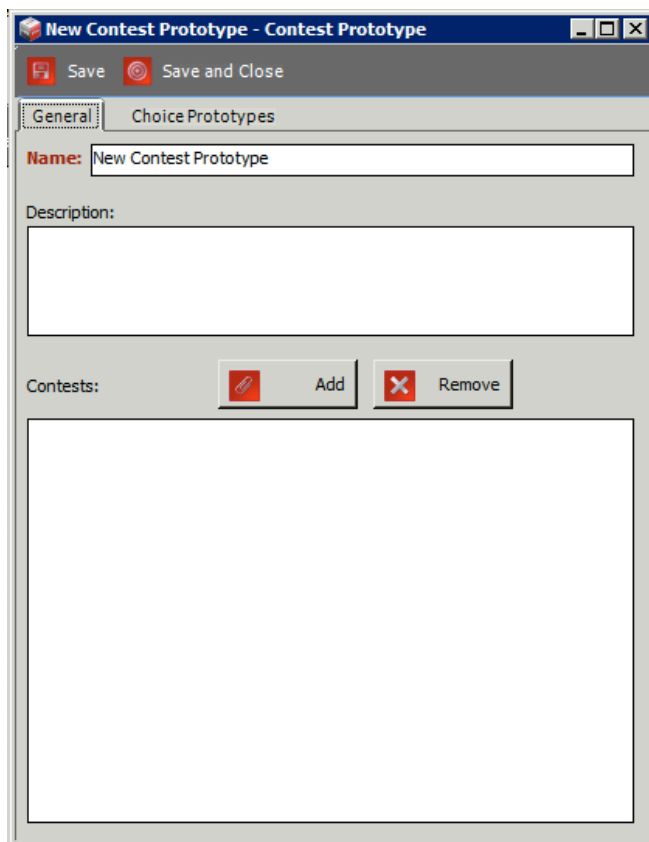 New Contest Prototype - Contest Prototype
Save Save and Close
General Choice Prototypes
Name: New Contest Prototype
Description:
Contests: Add Remove